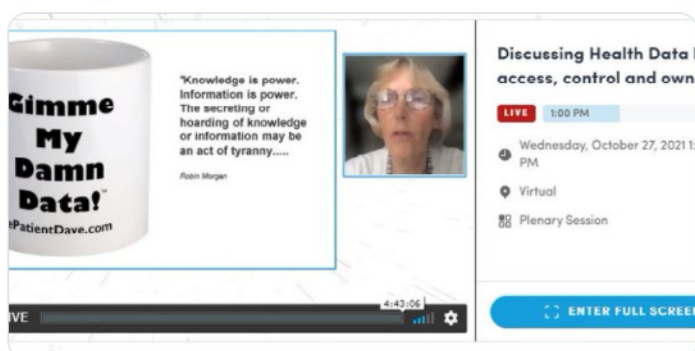 Gimme
My
Damn
Data!™
ePatientDave.com
"Knowledge is power.
Information is power.
The secreting or
hoarding of knowledge
or information may be
an act of tyranny.....
Robin Morgan
Discussing Health Data
access, control and own
LIVE 1:00 PM
Wednesday, October 27, 2021 1:
PM
Virtual
Plenary Session
4:43:06
IVE
ENTER FULL SCREE